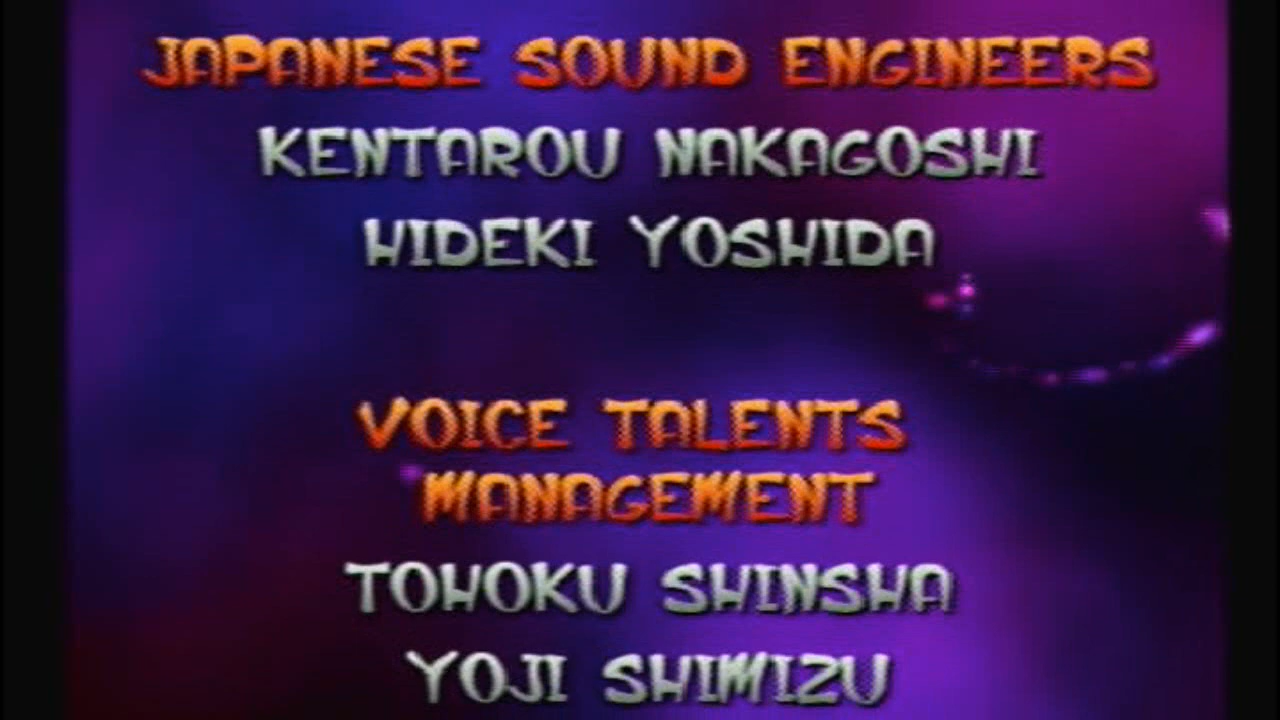 JAPANESE SOUND ENGINEERS
KENTAROU NAKAGOSHI
HIDEKI YOSHIDA
VOICE TALENTS
MANAGEMENT
TOHOKU SHINSHA
YOJI SHIMIZU